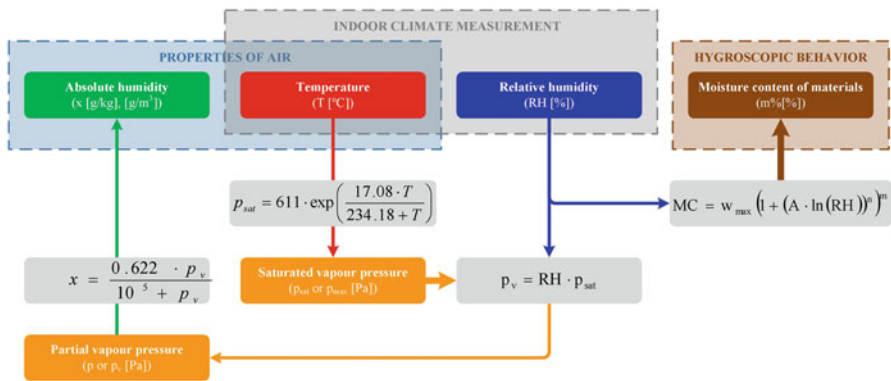 INDOOR CLIMATE MEASUREMENT
PROPERTIES OF AIR
HYGROSCOPIC BEHAVIOR
Absolute humidity
(x [g/kg], [g/m³])
Temperature
(T [ºC])
Relative humidity
(RH [%])
Moisture content of materials
(m%[%])
p_sat = 611 · exp(17.08 · T / 234.18 + T)
MC = w_max (1 + (A · ln(RH))ⁿ)ᵐ
x = 0.622 · p_v / 10⁵ + p_v
Saturated vapour pressure
(p_sat or p_max [Pa])
p_v = RH · p_sat
Partial vapour pressure
(p or p_v [Pa])